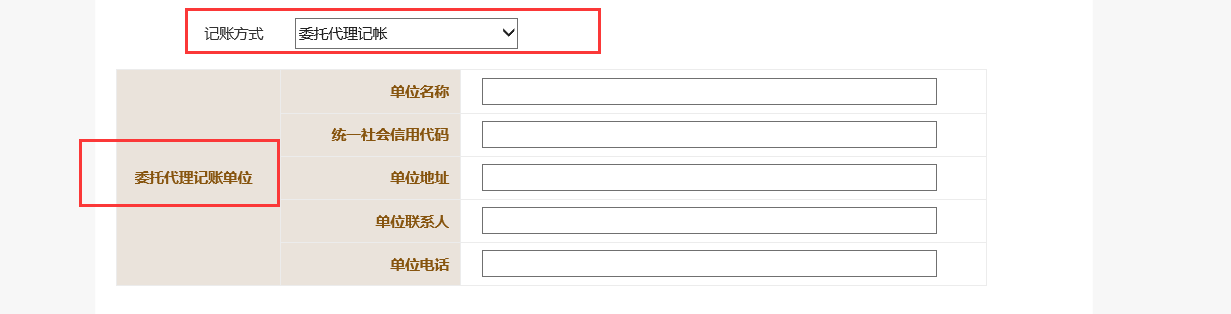 记账方式 委托代理记帐
单位名称
统一社会信用代码
委托代理记账单位 单位地址
单位联系人
单位电话